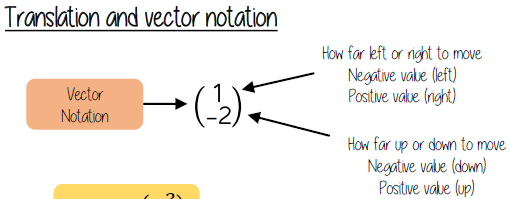 Translation and vector notation
How far left or right to move
Negative value (left)
Positive value (right)
Vector
Notation
(1
-2)
How far up or down to move
Negative value (down)
Positive value (up)